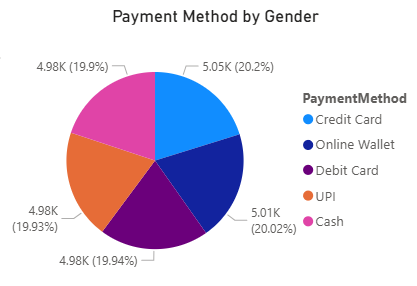 Payment Method by Gender
4.98K (19.9%)
5.05K (20.2%)
PaymentMethod
Credit Card
Online Wallet
Debit Card
UPI
Cash
4.98K
(19.93%)
5.01K
(20.02%)
4.98K (19.94%)